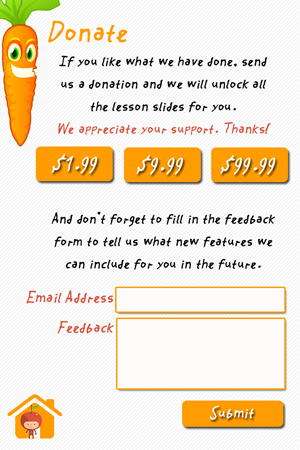 Donate
If you like what we have done, send
us a donation and we will unlock all
the lesson slides for you.
We appreciate your support. Thanks!
$1.99 $9.99 $99.99
And don't forget to fill in the feedback
form to tell us what new features we
can include for you in the future.
Email Address
Feedback
Submit